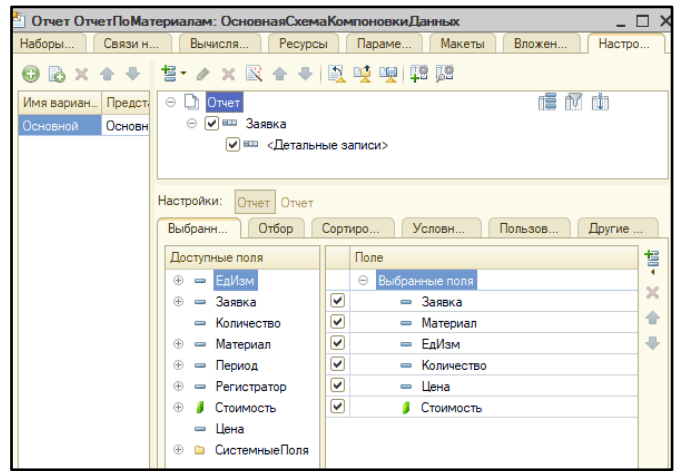 Отчет ОтчетПоМатериалам: ОсновнаяСхемаКомпоновкиДанных
Наборы... Связи н... Вычисля... Ресурсы Параме... Макеты Вложен... Настро...
Имя вариан... Предста
Основной Основн
Отчет
Заявка
<Детальные записи>
Настройки: Отчет Отчет
Выбранн... Отбор Сортиро... Условн... Пользов... Другие ...
Доступные поля Поле
ЕдИзм Выбранные поля
Заявка Заявка
Количество Материал
Материал ЕдИзм
Период Количество
Регистратор Цена
Стоимость Стоимость
Цена
СистемныеПоля